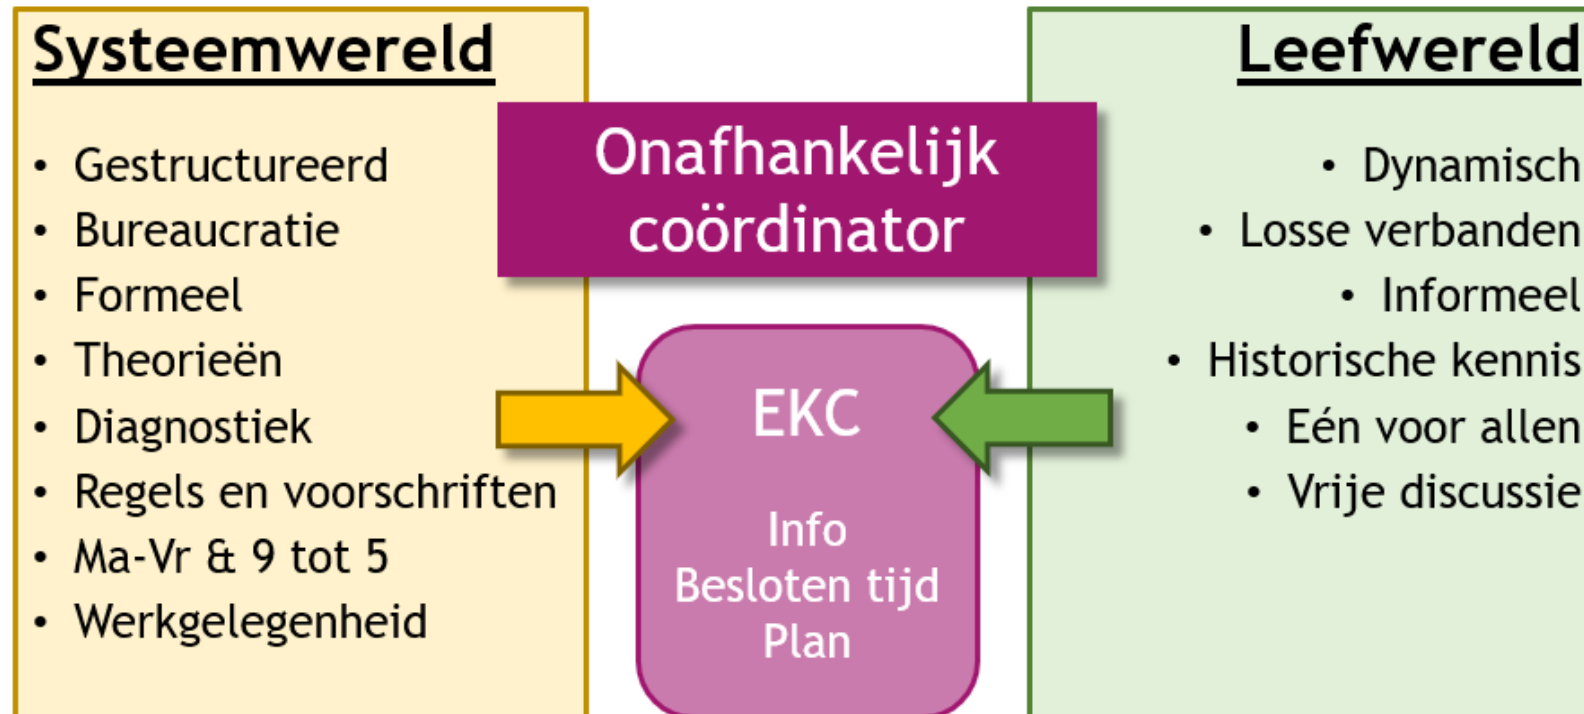 Systeemwereld
• Gestructureerd
• Bureaucratie
• Formeel
• Theorieën
• Diagnostiek
• Regels en voorschriften
• Ma-Vr & 9 tot 5
• Werkgelegenheid
Onafhankelijk
coördinator
EKC
Info
Besloten tijd
Plan
Leefwereld
• Dynamisch
• Losse verbanden
• Informeel
• Historische kennis
• Eén voor allen
• Vrije discussie